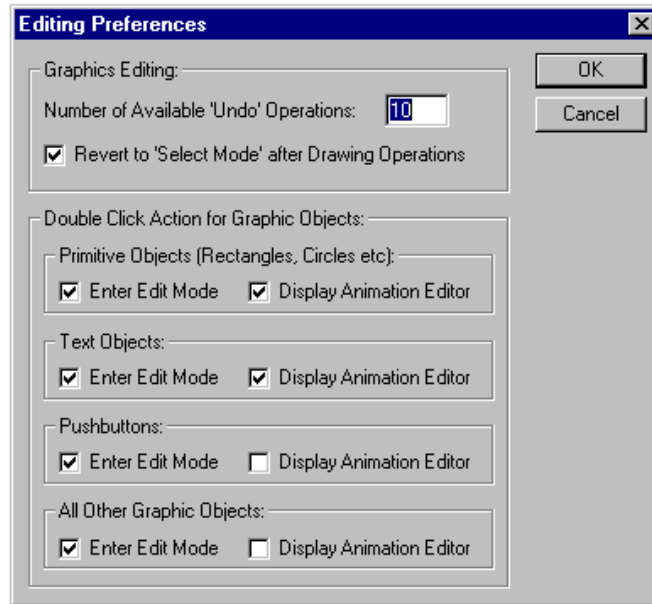 Editing Preferences
Graphics Editing:
Number of Available 'Undo' Operations: 10
Revert to 'Select Mode' after Drawing Operations
OK
Cancel
Double Click Action for Graphic Objects:
Primitive Objects (Rectangles, Circles etc):
Enter Edit Mode Display Animation Editor
Text Objects:
Enter Edit Mode Display Animation Editor
Pushbuttons:
Enter Edit Mode Display Animation Editor
All Other Graphic Objects:
Enter Edit Mode Display Animation Editor